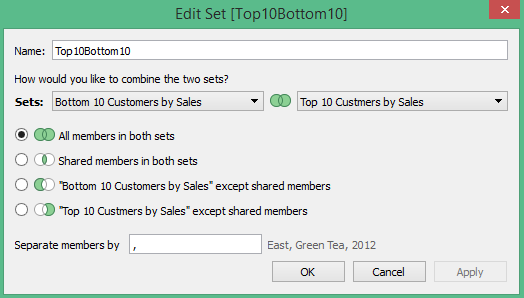 Edit Set [Top10Bottom10]
Name: Top10Bottom10
How would you like to combine the two sets?
Sets: Bottom 10 Customers by Sales Top 10 Custmers by Sales
All members in both sets
Shared members in both sets
"Bottom 10 Customers by Sales" except shared members
"Top 10 Custmers by Sales" except shared members
Separate members by , East, Green Tea, 2012
OK Cancel Apply